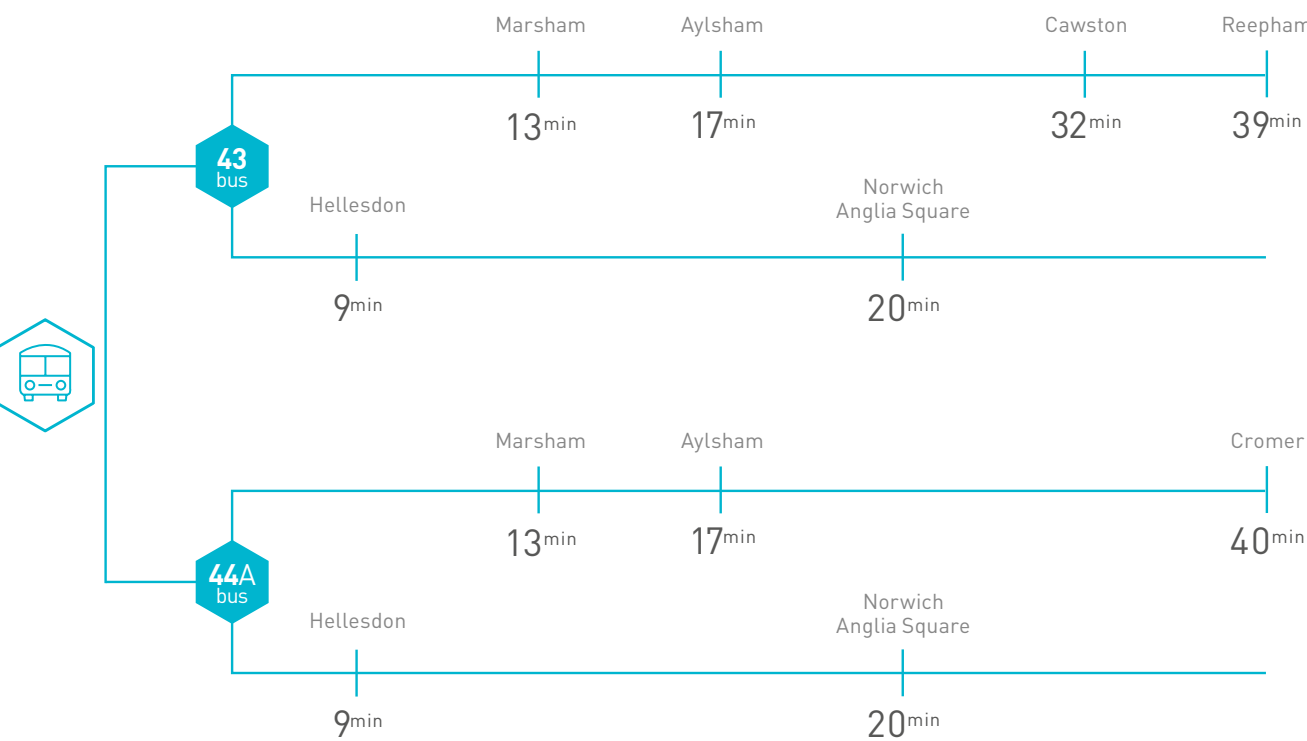 Marsham Aylsham Cawston Reepham
13min 17min 32min 39min
43
bus
Hellesdon
Norwich
Anglia Square
9min 20min
Marsham Aylsham Cromer
13min 17min 40min
44A
bus
Hellesdon
Norwich
Anglia Square
9min 20min